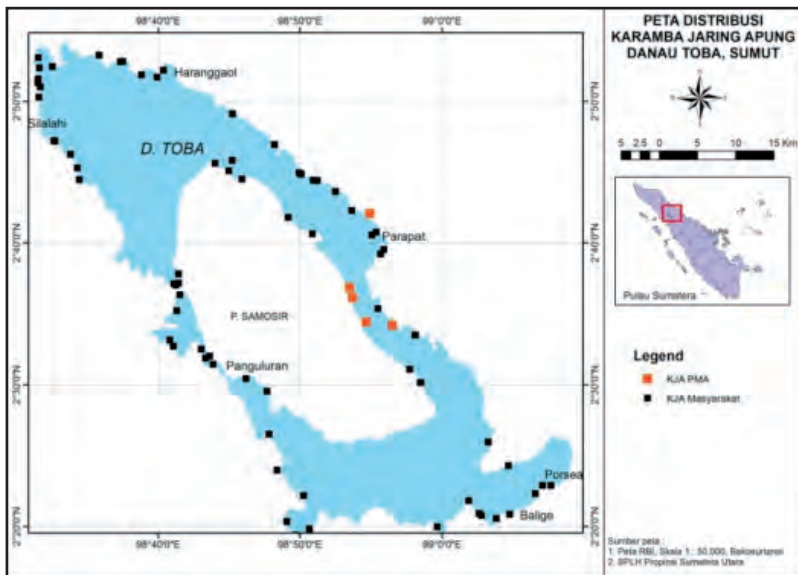 98°40'0"E 98°50'0"E 99°0'0"E
2°50'0"N
2°40'0"N
2°30'0"N
2°20'0"N
Haranggaol
Silalahi
D. TOBA
Parapat
P. SAMOSIR
Panguluran
Porsea
Balige
2°50'0"N
2°40'0"N
2°30'0"N
2°20'0"N
98°40'0"E 98°50'0"E 99°0'0"E
PETA DISTRIBUSI
KARAMBA JARING APUNG
DANAU TOBA, SUMUT
5 2.5 0 5 10 15 Km
Pulau Sumatera
Legend
KJA PMA
KJA Masyarakat
Sumber peta :
1. Peta RBI, Skala 1 : 50.000, Bakosurtanal
2. BPLH Propinsi Sumatera Utara